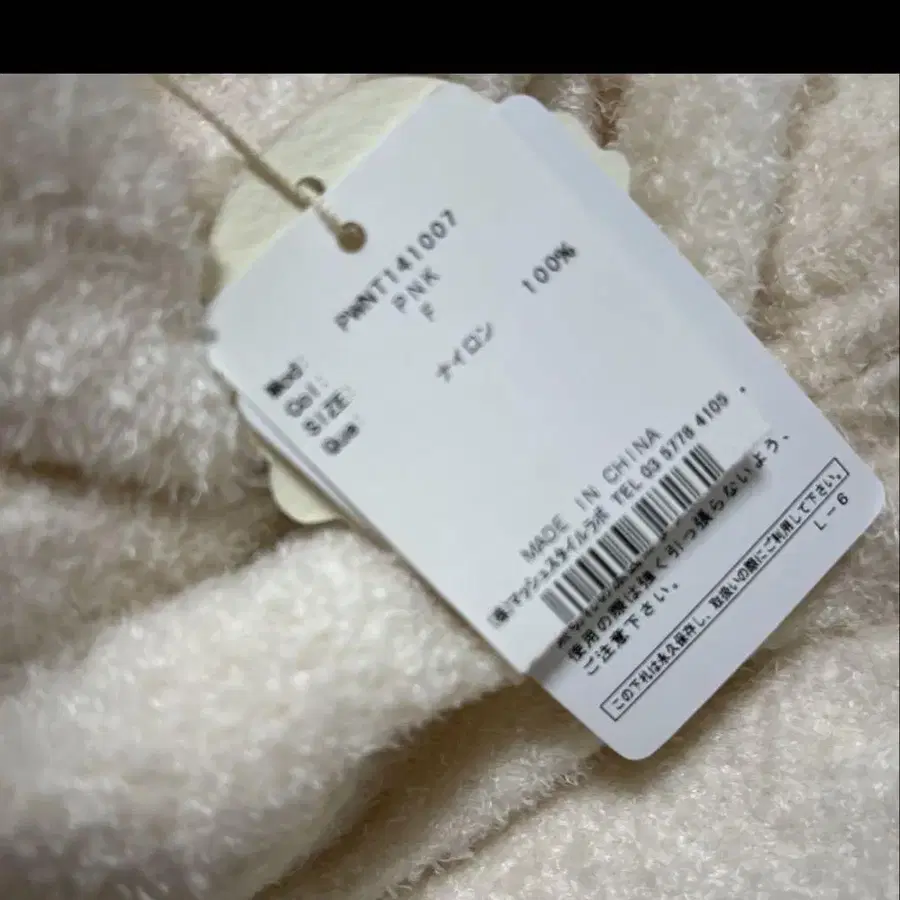 Mod: PWNT141007
Col: PNK
SIZE: F
Que: ナイロン 100%
MADE IN CHINA
(株)マッシュスタイルラボ TEL 03 5778 4105
引っ張らないよう、
使用の際は強く
ご注意下さい。
この下札は永久保存し、取扱いの際にご利用して下さい。
L-6